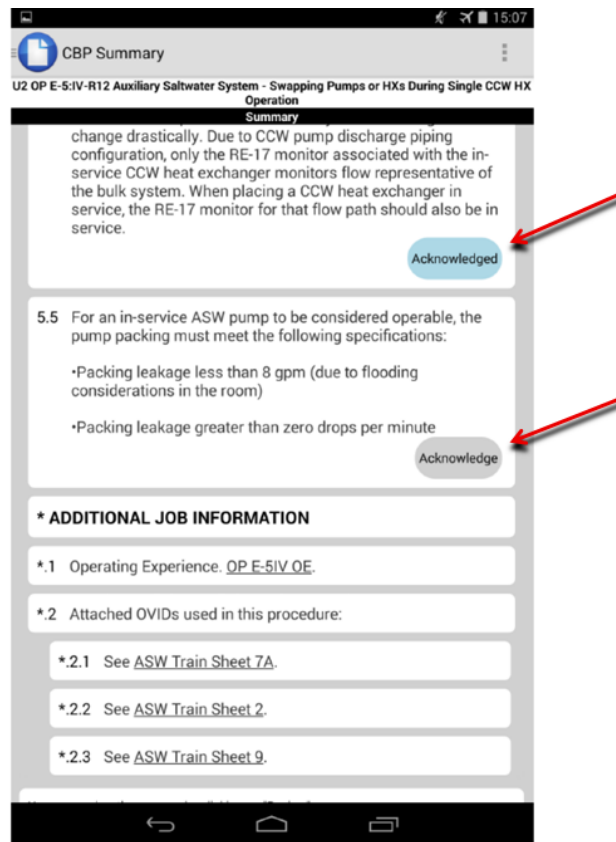 15:07
CBP Summary
U2 OP E-5:IV-R12 Auxiliary Saltwater System - Swapping Pumps or HXs During Single CCW HX
Operation
Summary
change drastically. Due to CCW pump discharge piping
configuration, only the RE-17 monitor associated with the in-
service CCW heat exchanger monitors flow representative of
the bulk system. When placing a CCW heat exchanger in
service, the RE-17 monitor for that flow path should also be in
service.
Acknowledged
5.5 For an in-service ASW pump to be considered operable, the
pump packing must meet the following specifications:
•Packing leakage less than 8 gpm (due to flooding
considerations in the room)
•Packing leakage greater than zero drops per minute
Acknowledge
* ADDITIONAL JOB INFORMATION
*.1 Operating Experience. OP E-5IV OE.
*.2 Attached OVIDs used in this procedure:
*.2.1 See ASW Train Sheet 7A.
*.2.2 See ASW Train Sheet 2.
*.2.3 See ASW Train Sheet 9.